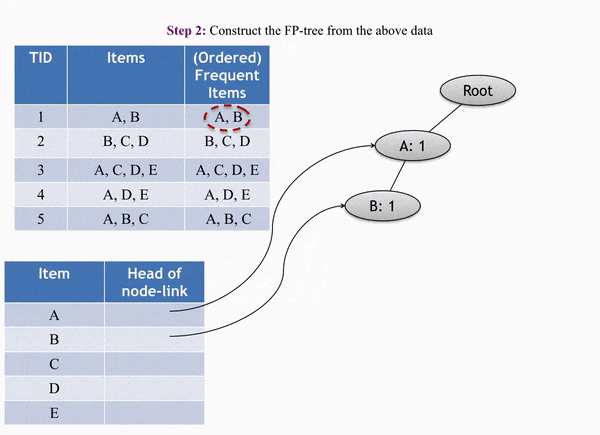 Step 2: Construct the FP-tree from the above data
TID Items (Ordered)
Frequent
Items
1 A, B A, B
2 B, C, D B, C, D
3 A, C, D, E A, C, D, E
4 A, D, E A, D, E
5 A, B, C A, B, C
Root
A: 1
B: 1
Item Head of
node-link
A
B
C
D
E